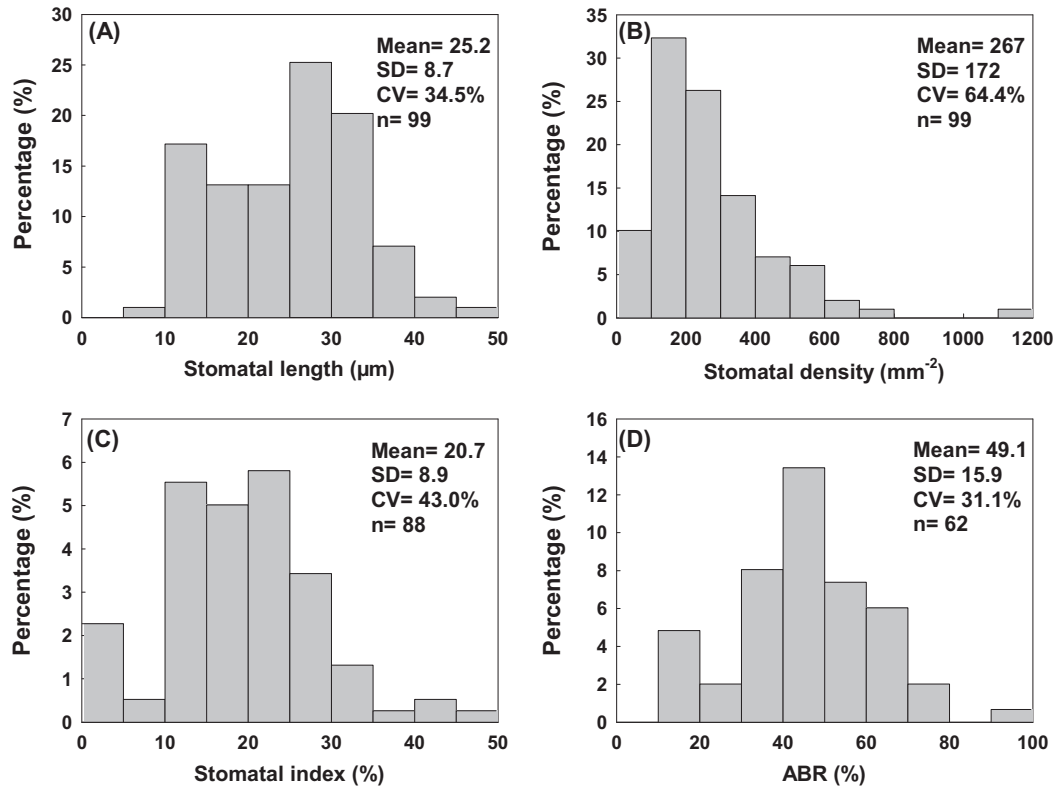 (A)
Mean= 25.2
SD= 8.7
CV= 34.5%
n= 99
Percentage (%)
30
25
20
15
10
5
0
0 10 20 30 40 50
Stomatal length (µm)
(B)
Mean= 267
SD= 172
CV= 64.4%
n= 99
Percentage (%)
35
30
25
20
15
10
5
0
0 200 400 600 800 1000 1200
Stomatal density (mm-2)
(C)
Mean= 20.7
SD= 8.9
CV= 43.0%
n= 88
Percentage (%)
7
6
5
4
3
2
1
0
0 10 20 30 40 50
Stomatal index (%)
(D)
Mean= 49.1
SD= 15.9
CV= 31.1%
n= 62
Percentage (%)
16
14
12
10
8
6
4
2
0
0 20 40 60 80 100
ABR (%)